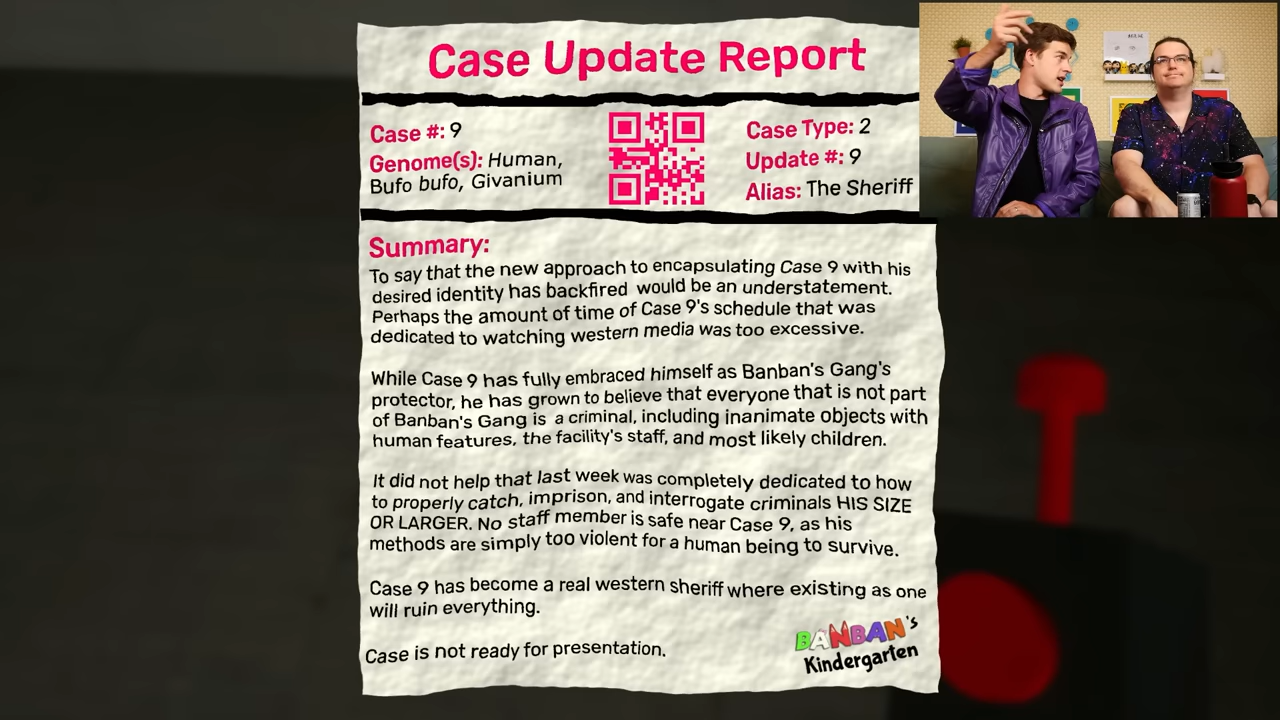 Case Update Report
Case #: 9
Genome(s): Human,
Bufo bufo, Givanium
Case Type: 2
Update #: 9
Alias: The Sheriff
Summary:
To say that the new approach to encapsulating Case 9 with his
desired identity has backfired would be an understatement.
Perhaps the amount of time of Case 9's schedule that was
dedicated to watching western media was too excessive.
While Case 9 has fully embraced himself as Banban's Gang's
protector, he has grown to believe that everyone that is not part
of Banban's Gang is a criminal, including inanimate objects with
human features, the facility's staff, and most likely children.
It did not help that last week was completely dedicated to how
to properly catch, imprison, and interrogate criminals HIS SIZE
OR LARGER. No staff member is safe near Case 9, as his
methods are simply too violent for a human being to survive.
Case 9 has become a real western sheriff where existing as one
will ruin everything.
Case is not ready for presentation.
BANBAN's
Kindergarten